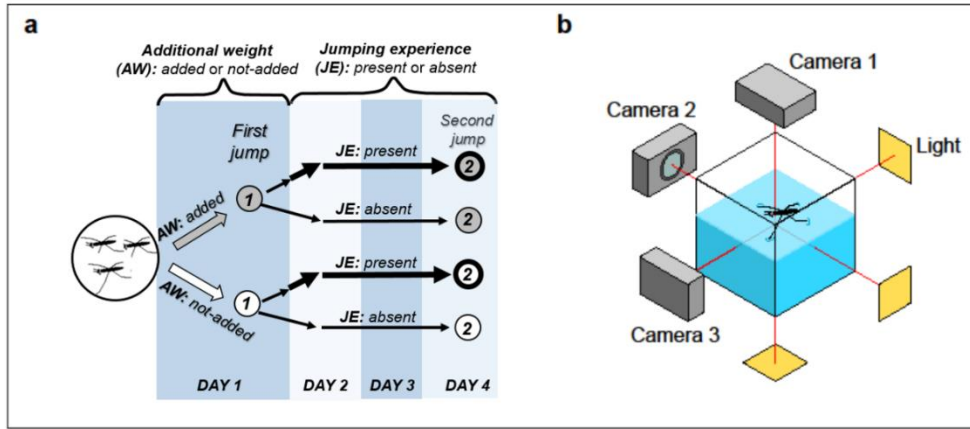 a
Additional weight
(AW): added or not-added
Jumping experience
(JE): present or absent
First
jump
Second
jump
JE: present
2
1
AW: added
JE: absent
2
JE: present
2
1
AW: not-added
JE: absent
2
DAY 1
DAY 2
DAY 3
DAY 4
b
Camera 1
Camera 2
Light
Camera 3